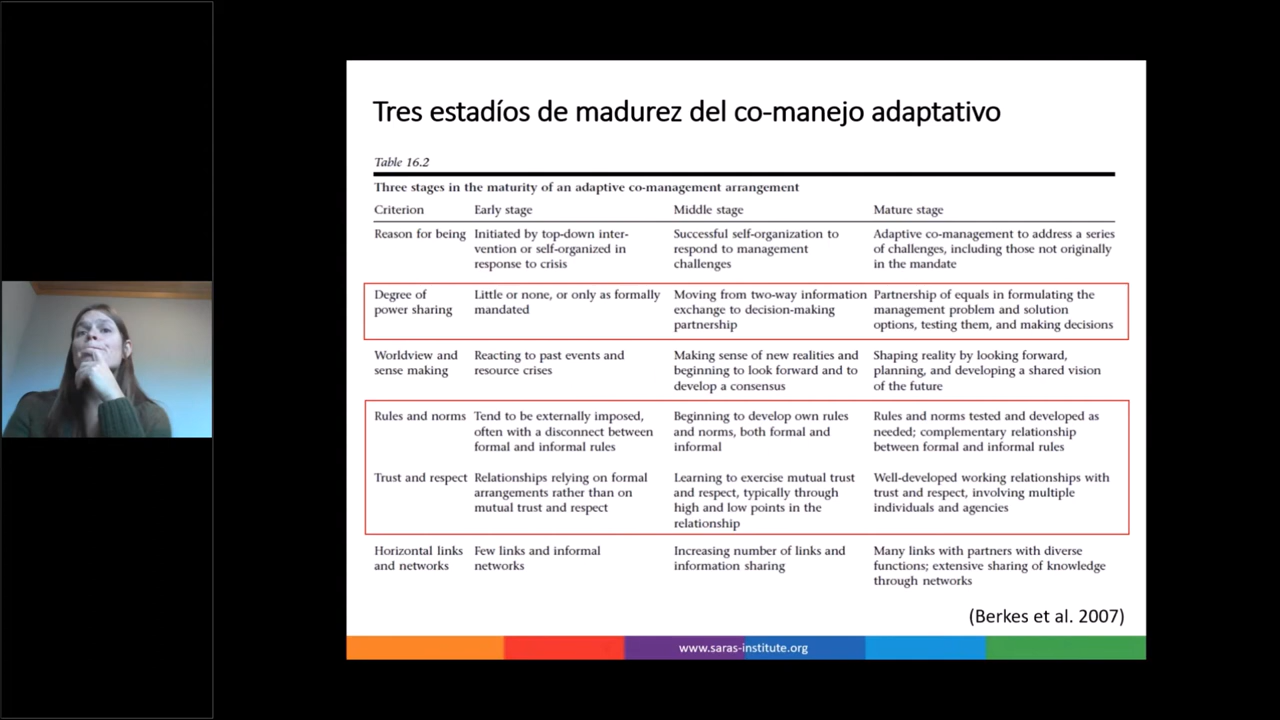 Tres estadíos de madurez del co-manejo adaptativo
Table 16.2
Three stages in the maturity of an adaptive co-management arrangement
Criterion Early stage Middle stage Mature stage
Reason for being Initiated by top-down inter- Successful self-organization to Adaptive co-management to address a series
vention or self-organized in respond to management of challenges, including those not originally
response to crisis challenges in the mandate
Degree of Little or none, or only as formally Moving from two-way information Partnership of equals in formulating the
power sharing mandated exchange to decision-making management problem and solution
partnership options, testing them, and making decisions
Worldview and Reacting to past events and Making sense of new realities and Shaping reality by looking forward,
sense making resource crises beginning to look forward and to planning, and developing a shared vision
develop a consensus of the future
Rules and norms Tend to be externally imposed, Beginning to develop own rules Rules and norms tested and developed as
often with a disconnect between and norms, both formal and needed; complementary relationship
formal and informal rules informal between formal and informal rules
Trust and respect Relationships relying on formal Learning to exercise mutual trust Well-developed working relationships with
arrangements rather than on and respect, typically through trust and respect, involving multiple
mutual trust and respect high and low points in the individuals and agencies
relationship
Horizontal links Few links and informal Increasing number of links and Many links with partners with diverse
and networks networks information sharing functions; extensive sharing of knowledge
through networks
(Berkes et al. 2007)
www.saras-institute.org